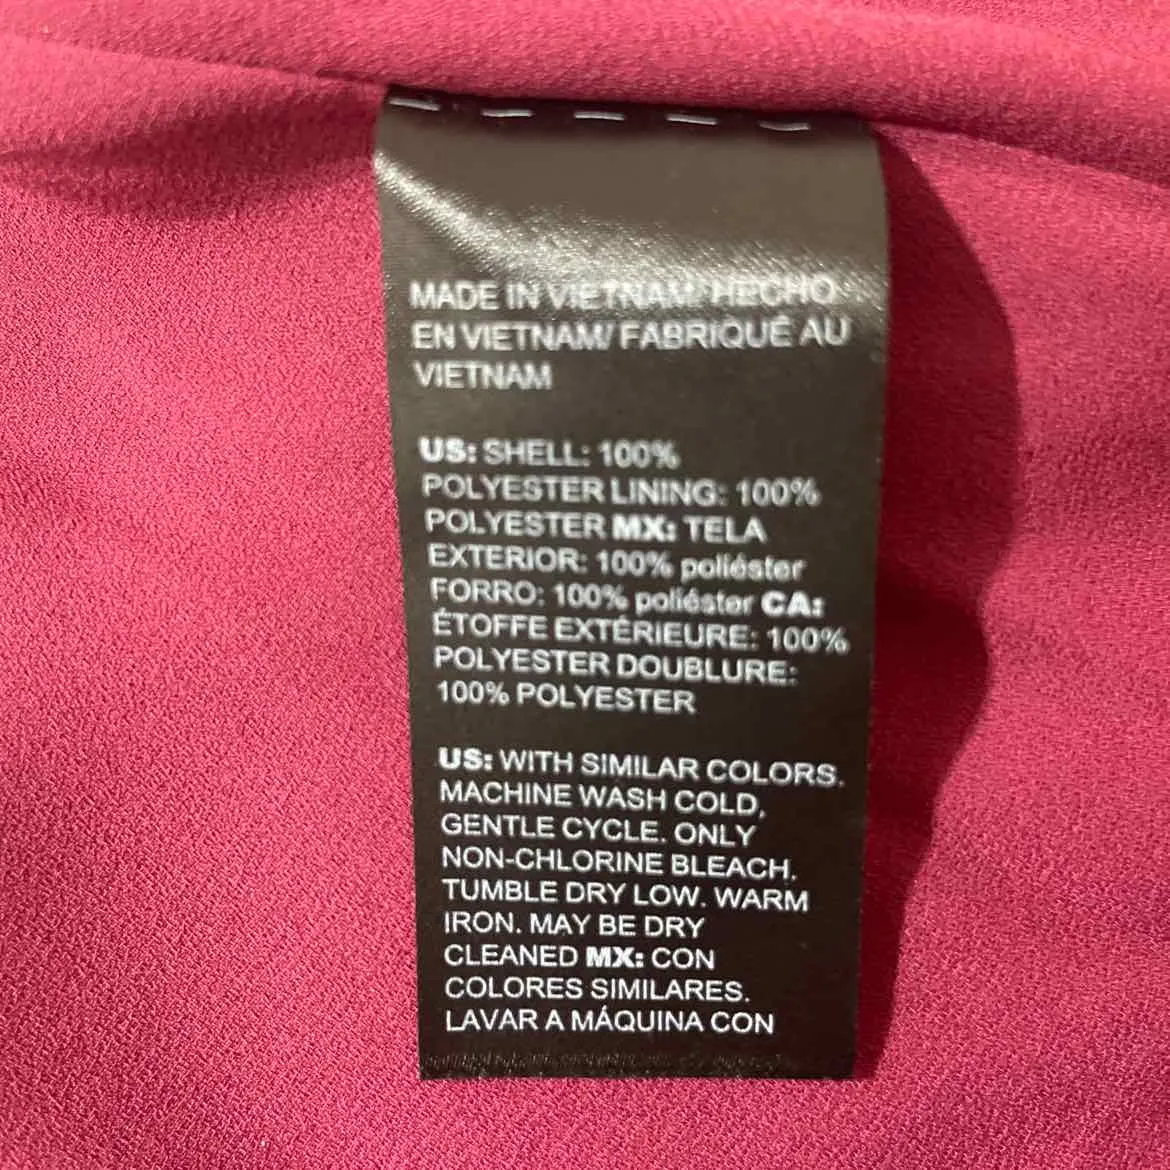 MADE IN VIETNAM/ HECHO
EN VIETNAM/ FABRIQUÉ AU
VIETNAM
US: SHELL: 100%
POLYESTER LINING: 100%
POLYESTER MX: TELA
EXTERIOR: 100% poliéster
FORRO: 100% poliéster CA:
ÉTOFFE EXTÉRIEURE: 100%
POLYESTER DOUBLURE:
100% POLYESTER
US: WITH SIMILAR COLORS.
MACHINE WASH COLD,
GENTLE CYCLE. ONLY
NON-CHLORINE BLEACH.
TUMBLE DRY LOW. WARM
IRON. MAY BE DRY
CLEANED MX: CON
COLORES SIMILARES.
LAVAR A MÁQUINA CON